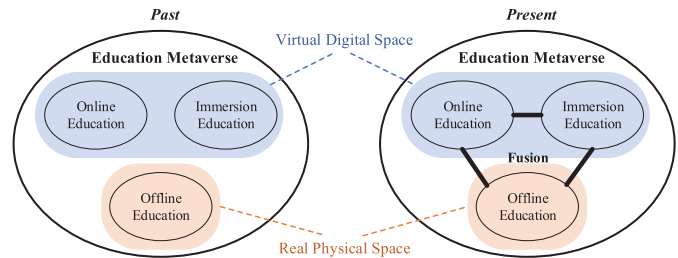 Past
Present
Virtual Digital Space
Education Metaverse
Education Metaverse
Online
Education
Immersion
Education
Online
Education
Immersion
Education
Fusion
Offline
Education
Offline
Education
Real Physical Space